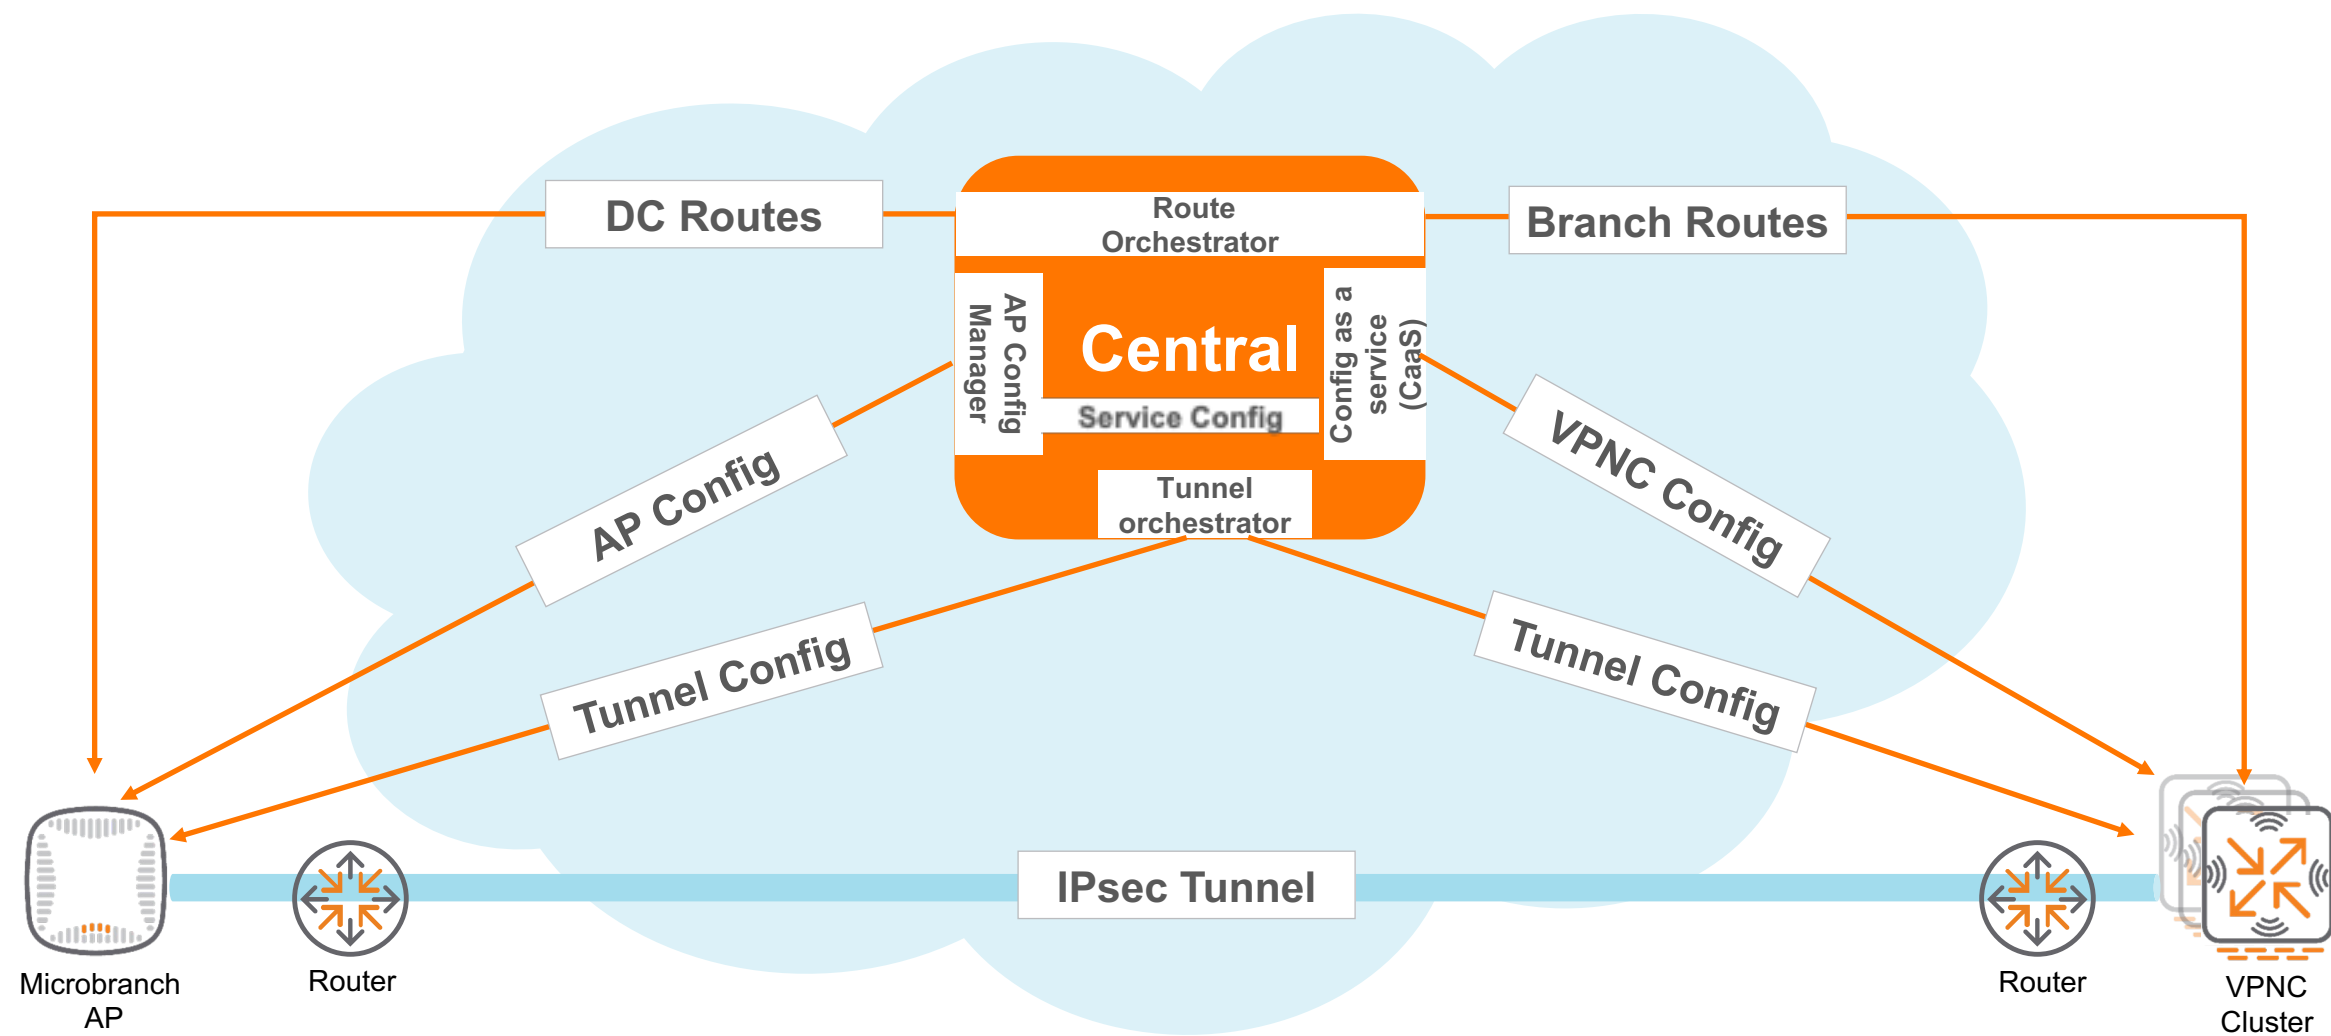 DC Routes
Route
Orchestrator
Branch Routes
AP Config
Manager
Central
Config as a
service
(CaaS)
Service Config
Tunnel
orchestrator
AP Config
VPNC Config
Tunnel Config
Tunnel Config
IPsec Tunnel
Microbranch
AP
Router
Router
VPNC
Cluster